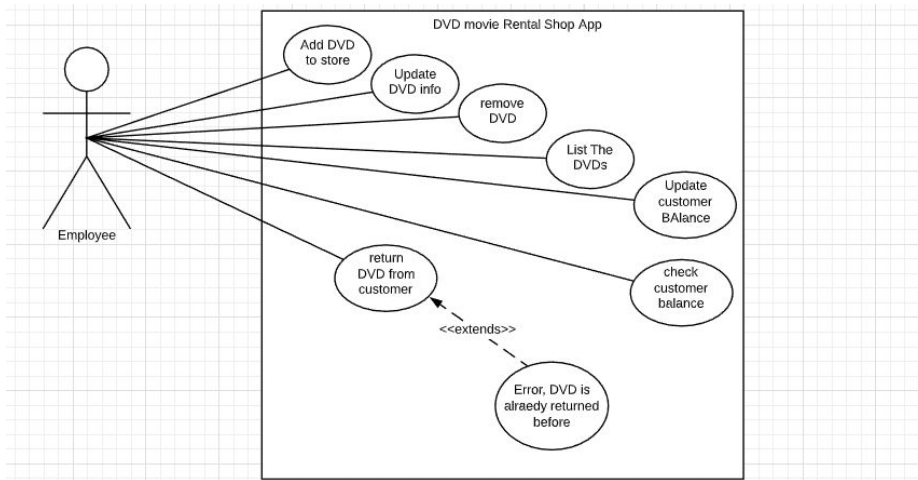 DVD movie Rental Shop App
Add DVD
to store
Update
DVD info
remove
DVD
List The
DVDs
Update
customer
BAlance
Employee
return
DVD from
customer
check
customer
balance
<<extends>>
Error, DVD is
alraedy returned
before